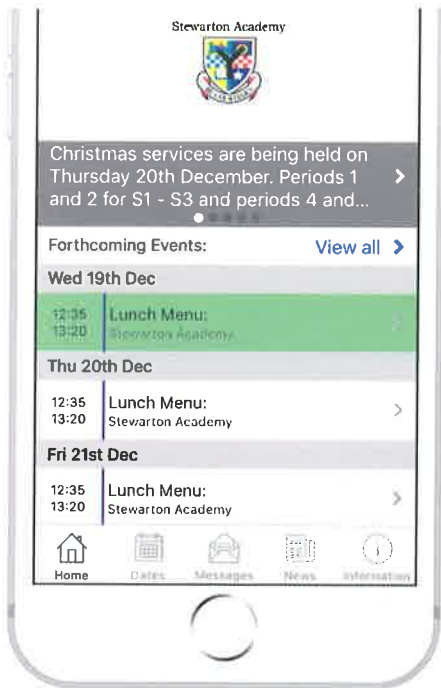 Stewarton Academy
Christmas services are being held on
Thursday 20th December. Periods 1
and 2 for S1 - S3 and periods 4 and...
Forthcoming Events:
View all
Wed 19th Dec
12:35
13:20
Lunch Menu:
Stewarton Academy
Thu 20th Dec
12:35
13:20
Lunch Menu:
Stewarton Academy
Fri 21st Dec
12:35
13:20
Lunch Menu:
Stewarton Academy
Home
Dates
Messages
News
Information